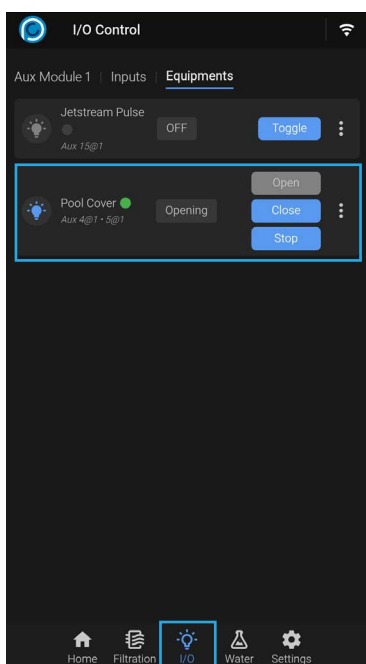 I/O Control
Aux Module 1 | Inputs | Equipments
Jetstream Pulse
OFF
Toggle
Aux 15@1
Open
Pool Cover
Opening
Close
Aux 4@1 • 5@1
Stop
Home Filtration I/O Water Settings